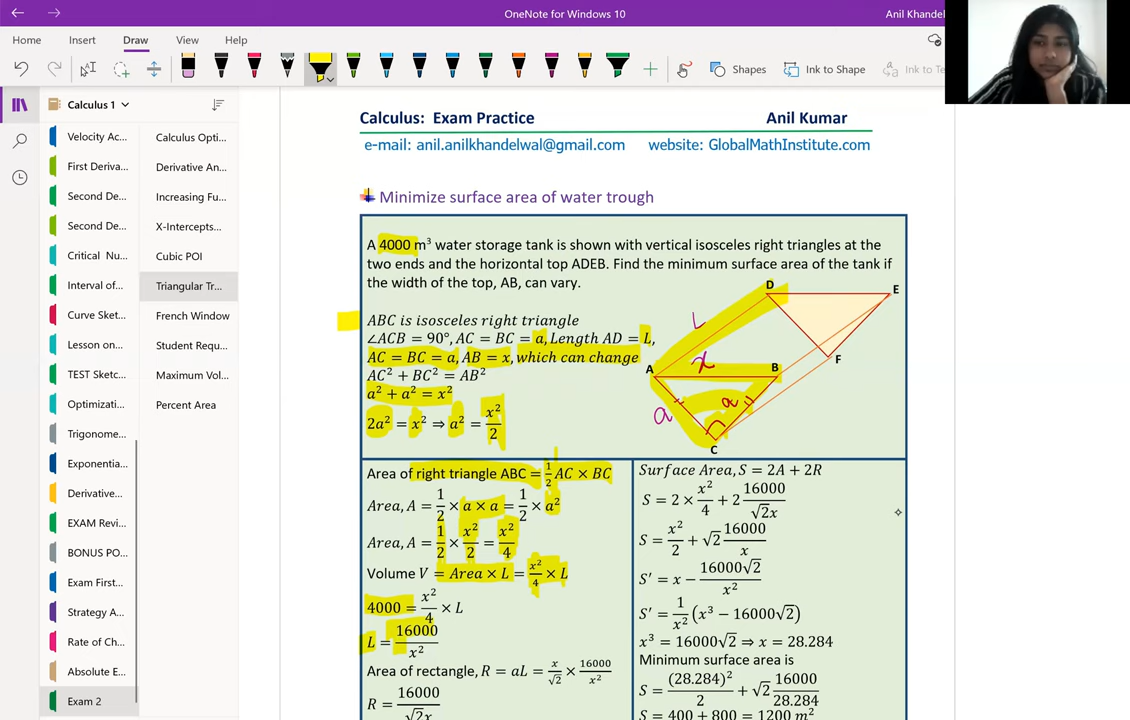 OneNote for Windows 10
Anil Khandel
Home Insert Draw View Help
Shapes
Ink to Shape
Ink to Te
Calculus 1
Velocity Ac...
First Deriva...
Second De...
Second De...
Critical Nu...
Interval of...
Curve Sket...
Lesson on...
TEST Sketc...
Optimizati...
Trigonome...
Exponentia...
Derivative...
EXAM Revi...
BONUS PO...
Exam First...
Strategy A...
Rate of Ch...
Absolute E...
Exam 2
Calculus Opti...
Derivative An...
Increasing Fu...
X-Intercepts...
Cubic POI
Triangular Tr...
French Window
Student Requ...
Maximum Vol...
Percent Area
Calculus: Exam Practice Anil Kumar
e-mail: anil.anilkhandelwal@gmail.com website: GlobalMathInstitute.com
Minimize surface area of water trough
A 4000 m³ water storage tank is shown with vertical isosceles right triangles at the
two ends and the horizontal top ADEB. Find the minimum surface area of the tank if
the width of the top, AB, can vary.
ABC is isosceles right triangle
∠ACB = 90°, AC = BC = a, Length AD = L,
AC = BC = a, AB = x, which can change
AC² + BC² = AB²
a² + a² = x²
2a² = x² ⇒ a² = x²/2
D
E
L
F
A
x
B
a
a
C
Area of right triangle ABC = 1/2 AC × BC
Area, A = 1/2 × a × a = 1/2 × a²
Area, A = 1/2 × x²/2 = x²/4
Volume V = Area × L = x²/4 × L
4000 = x²/4 × L
L = 16000/x²
Area of rectangle, R = aL = x/√2 × 16000/x²
R = 16000/√2x
Surface Area, S = 2A + 2R
S = 2 × x²/4 + 2 16000/√2x
S = x²/2 + √2 16000/x
S′ = x − 16000√2/x²
S′ = 1/x² (x³ − 16000√2)
x³ = 16000√2 ⇒ x = 28.284
Minimum surface area is
S = (28.284)²/2 + √2 16000/28.284
S = 400 + 800 = 1200 m²